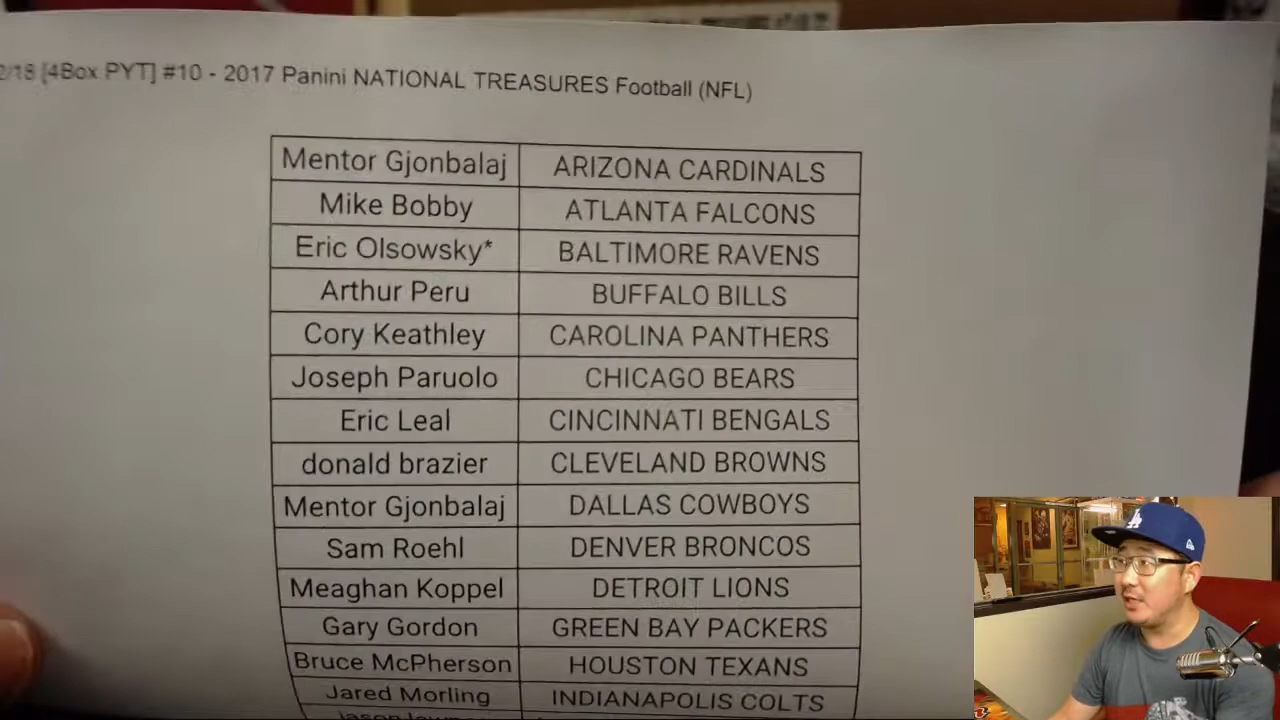 2/18 [4Box PYT] #10 - 2017 Panini NATIONAL TREASURES Football (NFL)
Mentor Gjonbalaj ARIZONA CARDINALS
Mike Bobby ATLANTA FALCONS
Eric Olsowsky* BALTIMORE RAVENS
Arthur Peru BUFFALO BILLS
Cory Keathley CAROLINA PANTHERS
Joseph Paruolo CHICAGO BEARS
Eric Leal CINCINNATI BENGALS
donald brazier CLEVELAND BROWNS
Mentor Gjonbalaj DALLAS COWBOYS
Sam Roehl DENVER BRONCOS
Meaghan Koppel DETROIT LIONS
Gary Gordon GREEN BAY PACKERS
Bruce McPherson HOUSTON TEXANS
Jared Morling INDIANAPOLIS COLTS
LA